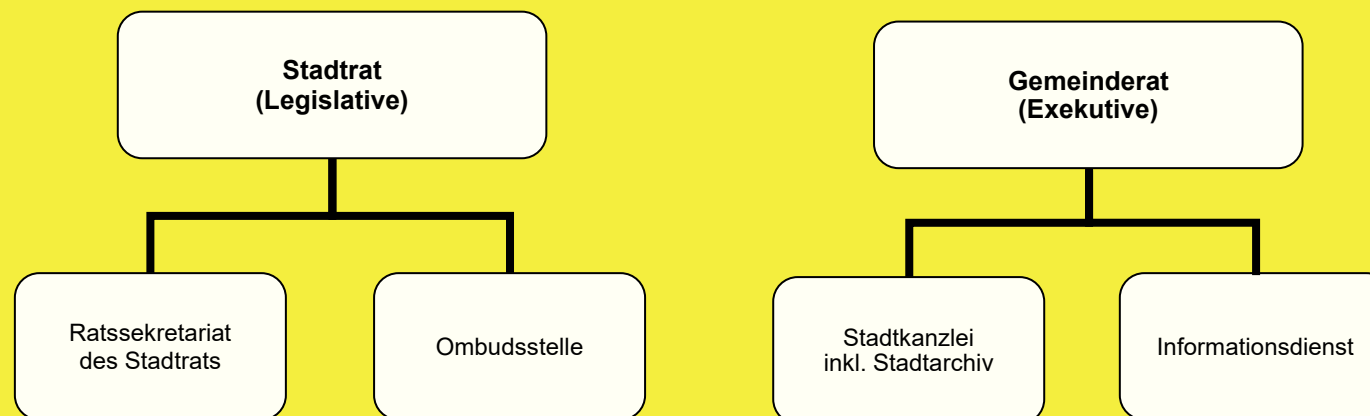 Stadtrat
(Legislative)
Gemeinderat
(Exekutive)
Ratssekretariat
des Stadtrats
Ombudsstelle
Stadtkanzlei
inkl. Stadtarchiv
Informationsdienst